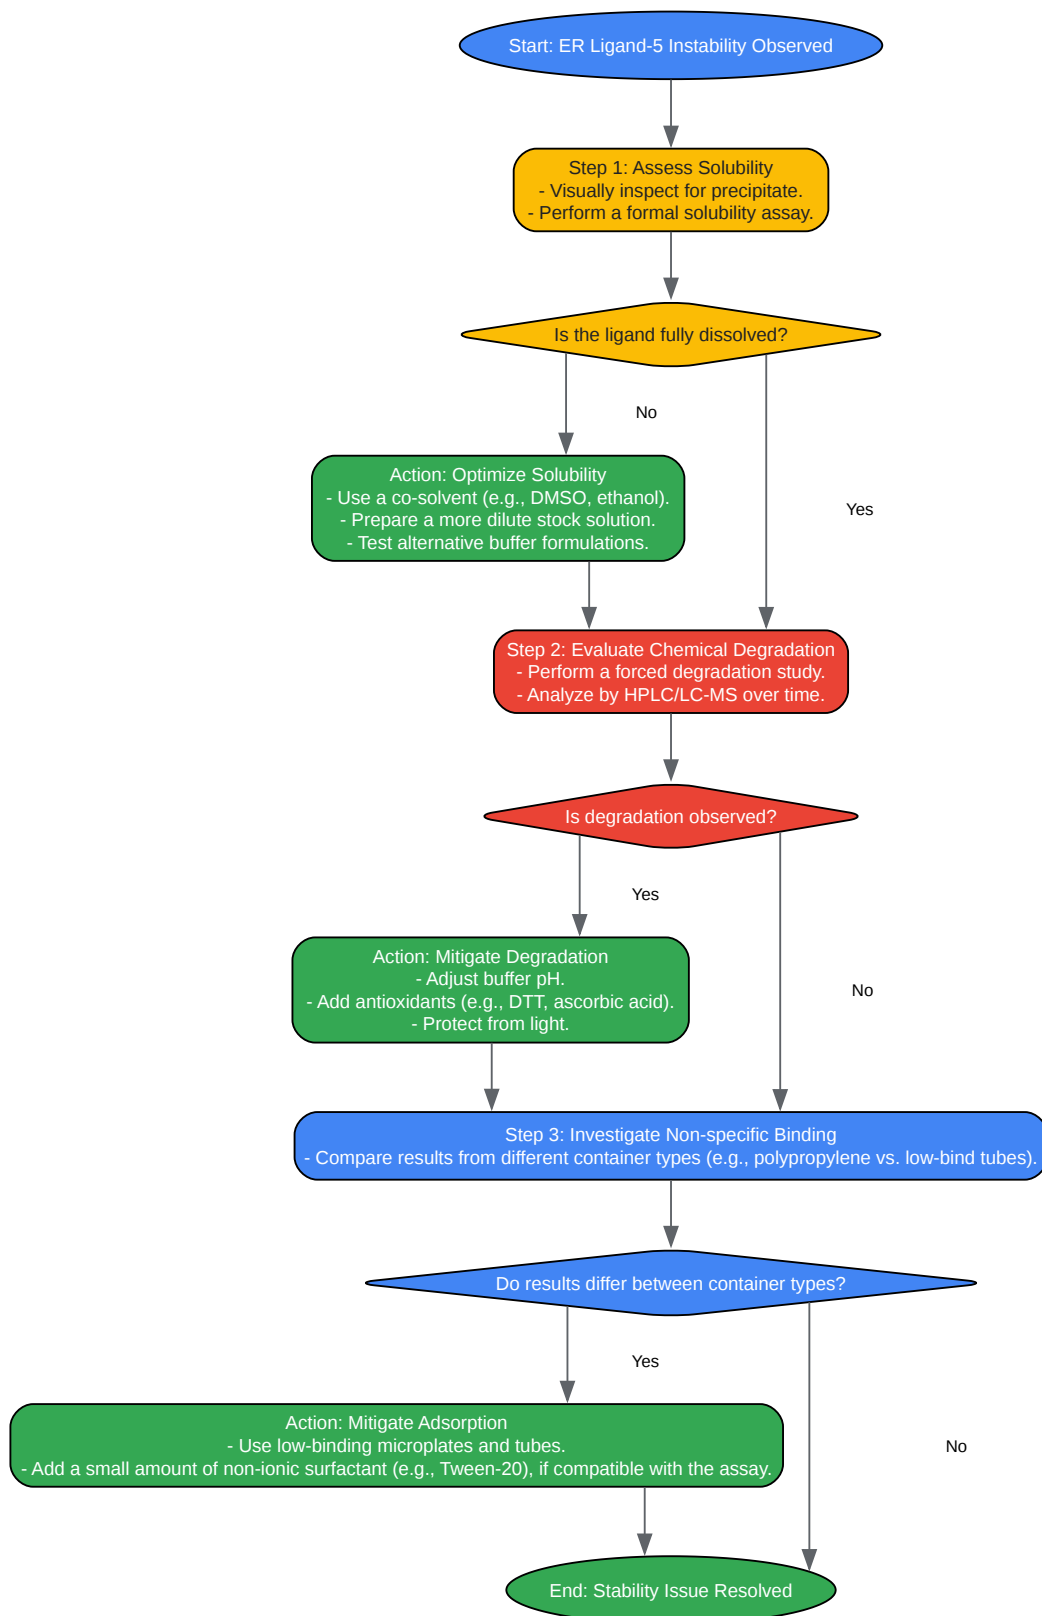 Start: ER Ligand-5 Instability Observed
Step 1: Assess Solubility
- Visually inspect for precipitate.
- Perform a formal solubility assay.
Is the ligand fully dissolved?
No
Action: Optimize Solubility
- Use a co-solvent (e.g., DMSO, ethanol).
- Prepare a more dilute stock solution.
- Test alternative buffer formulations.
Yes
Step 2: Evaluate Chemical Degradation
- Perform a forced degradation study.
- Analyze by HPLC/LC-MS over time.
Is degradation observed?
Yes
Action: Mitigate Degradation
- Adjust buffer pH.
- Add antioxidants (e.g., DTT, ascorbic acid).
- Protect from light.
No
Step 3: Investigate Non-specific Binding
- Compare results from different container types (e.g., polypropylene vs. low-bind tubes).
Do results differ between container types?
Yes
Action: Mitigate Adsorption
- Use low-binding microplates and tubes.
- Add a small amount of non-ionic surfactant (e.g., Tween-20), if compatible with the assay.
No
End: Stability Issue Resolved